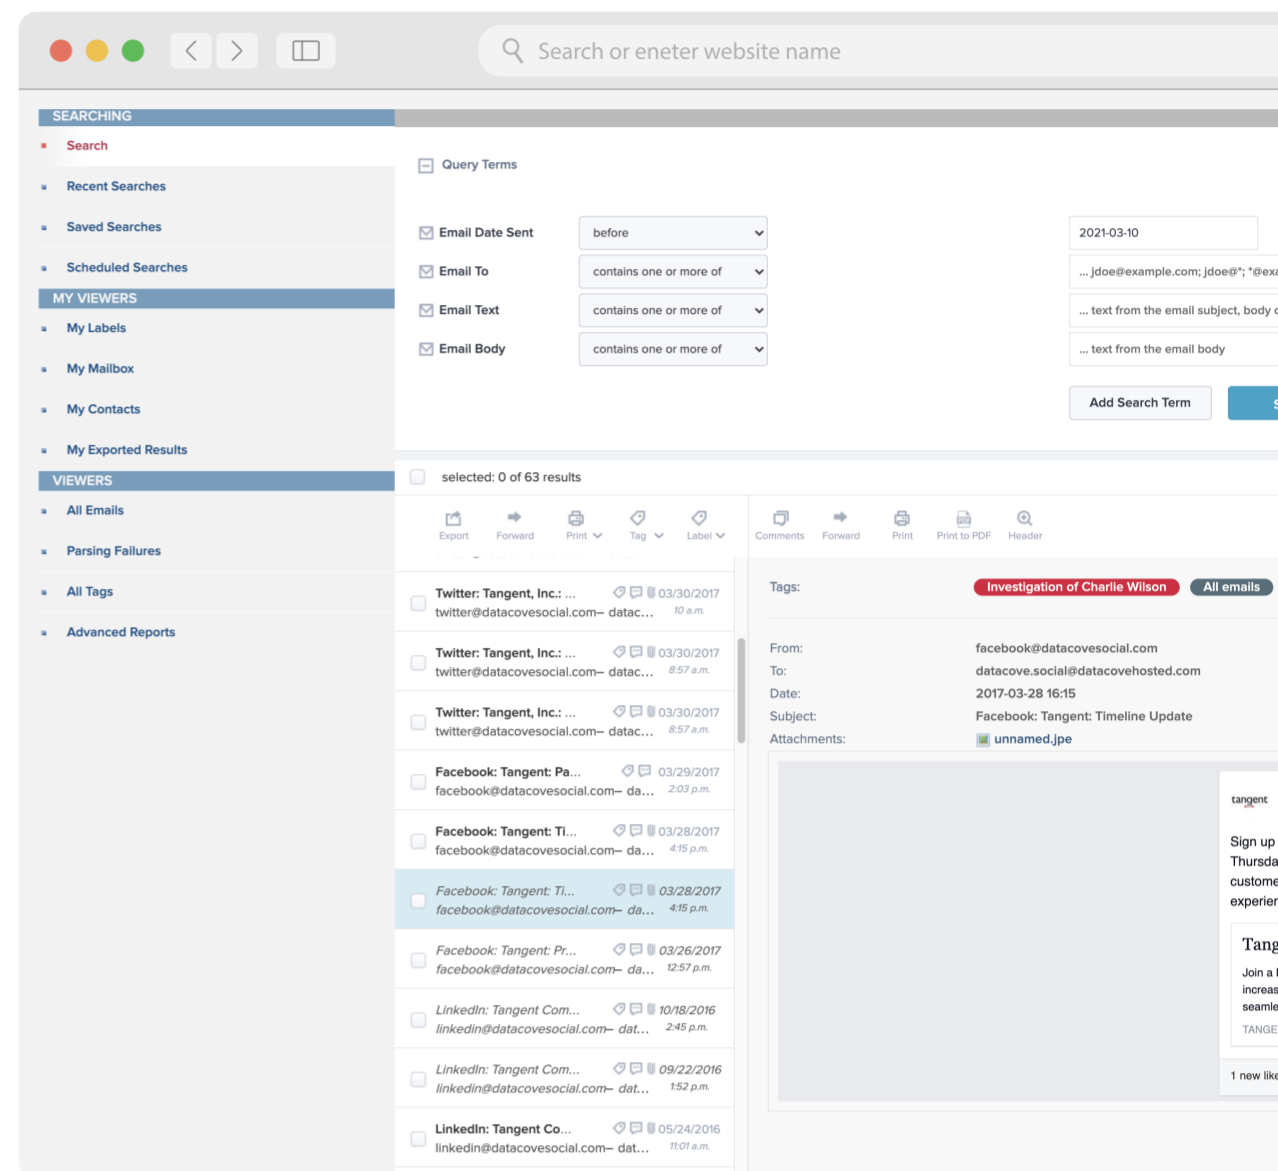 Search or eneter website name
SEARCHING
Search
Recent Searches
Saved Searches
Scheduled Searches
MY VIEWERS
My Labels
My Mailbox
My Contacts
My Exported Results
VIEWERS
All Emails
Parsing Failures
All Tags
Advanced Reports
Query Terms
Email Date Sent before 2021-03-10
Email To contains one or more of ... jdoe@example.com; jdoe@*; *@exa
Email Text contains one or more of ... text from the email subject, body
Email Body contains one or more of ... text from the email body
Add Search Term S
selected: 0 of 63 results
Export Forward Print Tag Label
Twitter: Tangent, Inc.: ... 03/30/2017
twitter@datacovesocial.com– datac... 10 a.m.
Twitter: Tangent, Inc.: ... 03/30/2017
twitter@datacovesocial.com– datac... 8:57 a.m.
Twitter: Tangent, Inc.: ... 03/30/2017
twitter@datacovesocial.com– datac... 8:57 a.m.
Facebook: Tangent: Pa... 03/29/2017
facebook@datacovesocial.com– da... 2:03 p.m.
Facebook: Tangent: Ti... 03/28/2017
facebook@datacovesocial.com– da... 4:15 p.m.
Facebook: Tangent: Ti... 03/28/2017
facebook@datacovesocial.com– da... 4:15 p.m.
Facebook: Tangent: Pr... 03/26/2017
facebook@datacovesocial.com– da... 12:57 p.m.
LinkedIn: Tangent Com... 10/18/2016
linkedin@datacovesocial.com– dat... 2:45 p.m.
LinkedIn: Tangent Com... 09/22/2016
linkedin@datacovesocial.com– dat... 1:52 p.m.
LinkedIn: Tangent Co... 05/24/2016
linkedin@datacovesocial.com– dat... 11:01 a.m.
Comments Forward Print Print to PDF Header
Tags: Investigation of Charlie Wilson All emails
From: facebook@datacovesocial.com
To: datacove.social@datacovehosted.com
Date: 2017-03-28 16:15
Subject: Facebook: Tangent: Timeline Update
Attachments: unnamed.jpe
tangent
Sign up
Thursda
custome
experien
Tang
Join a
increas
seamle
TANGE
1 new like